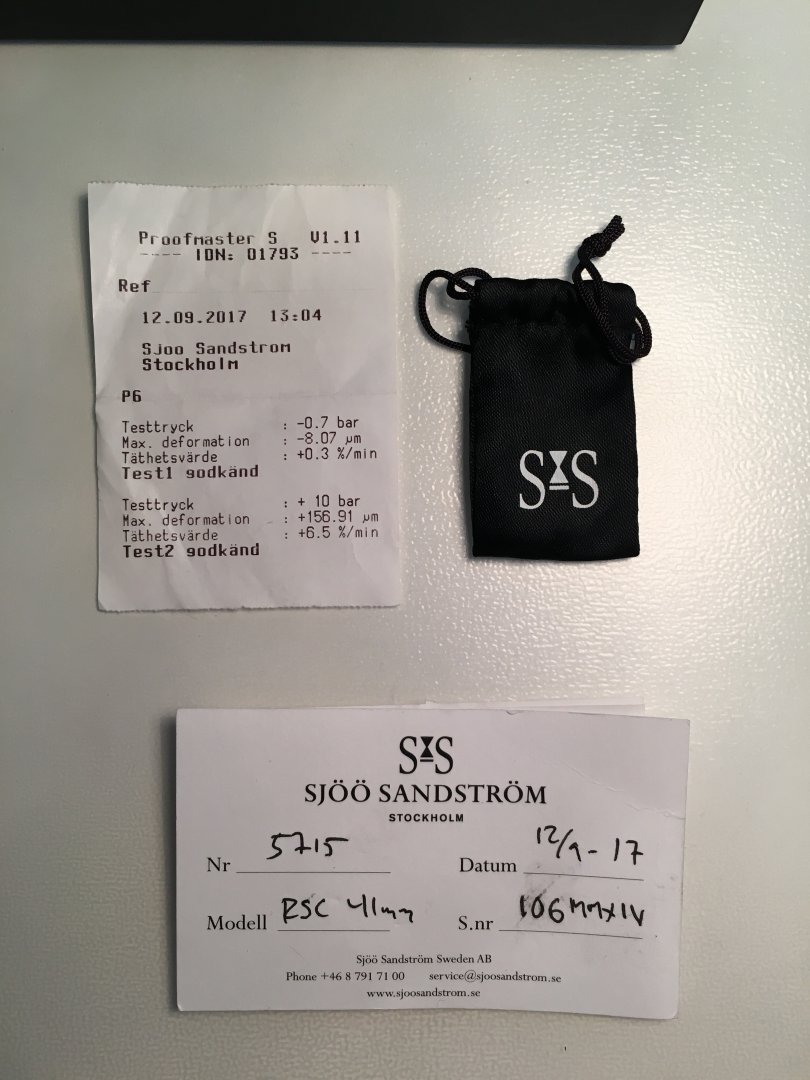 Proofmaster S V1.11
---- IDN: 01793 ----
Ref
12.09.2017 13:04
Sjoo Sandstrom
Stockholm
P6
Testtryck : -0.7 bar
Max. deformation : -8.07 µm
Täthetsvärde : +0.3 %/min
Test1 godkänd
Testtryck : + 10 bar
Max. deformation : +156.91 µm
Täthetsvärde : +6.5 %/min
Test2 godkänd
S S
S S
SJÖÖ SANDSTRÖM
STOCKHOLM
Nr 5715 Datum 12/9-17
Modell RSC 41mm S.nr 106MMXIV
Sjöö Sandström Sweden AB
Phone +46 8 791 71 00 service@sjoosandstrom.se
www.sjoosandstrom.se